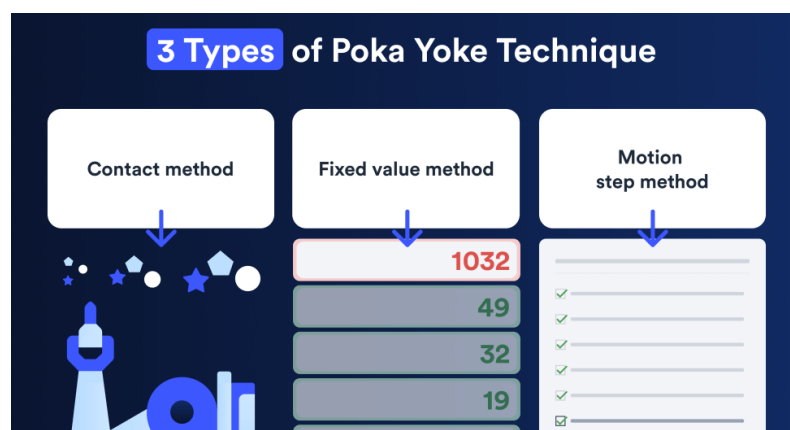 3 Types of Poka Yoke Technique
Contact method
Fixed value method
Motion
step method
1032
49
32
19